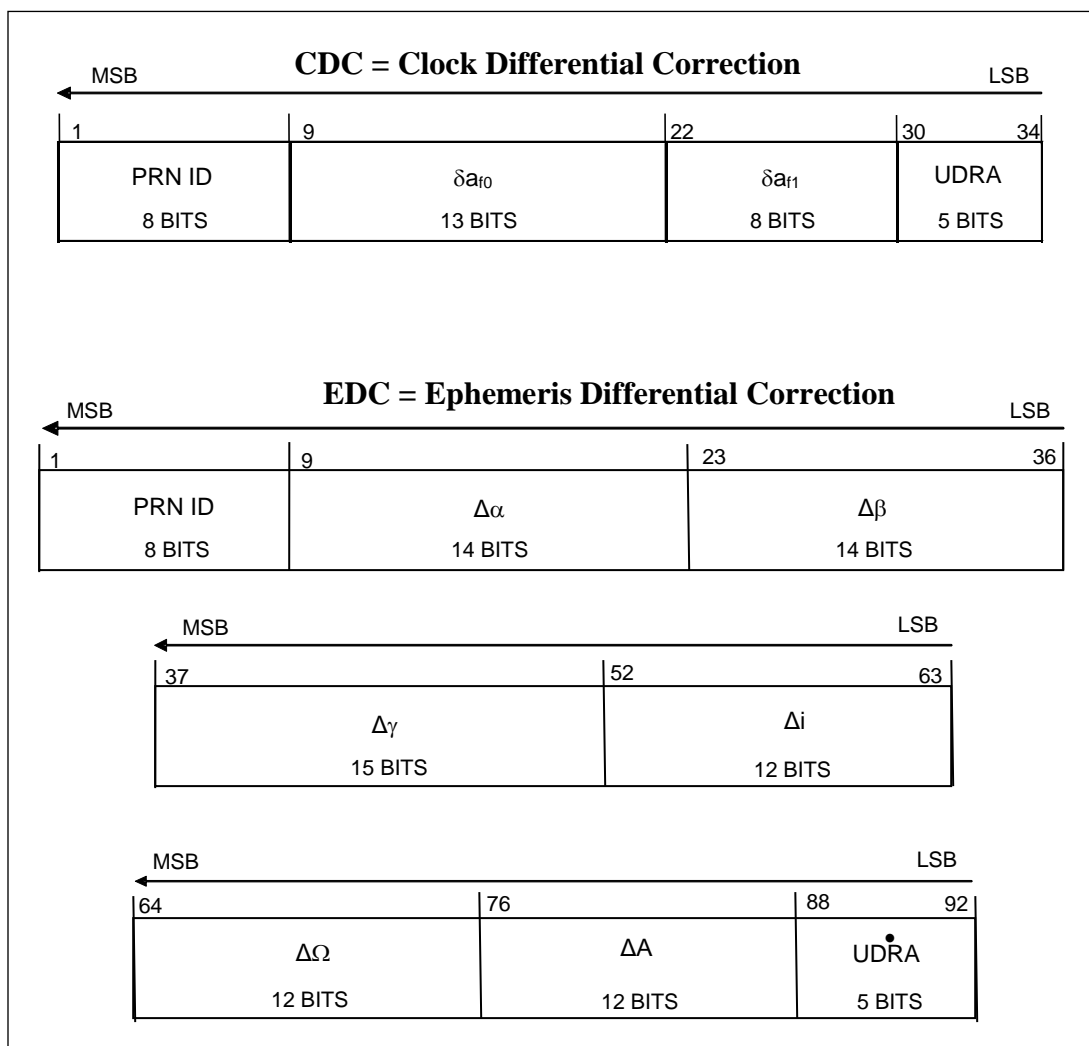 CDC = Clock Differential Correction
MSB LSB
1 9 22 30 34
PRN ID δaf0 δaf1 UDRA
8 BITS 13 BITS 8 BITS 5 BITS
EDC = Ephemeris Differential Correction
MSB LSB
1 9 23 36
PRN ID Δα Δβ
8 BITS 14 BITS 14 BITS
MSB LSB
37 52 63
Δγ Δi
15 BITS 12 BITS
MSB LSB
64 76 88 92
ΔΩ ΔA UDṘA
12 BITS 12 BITS 5 BITS